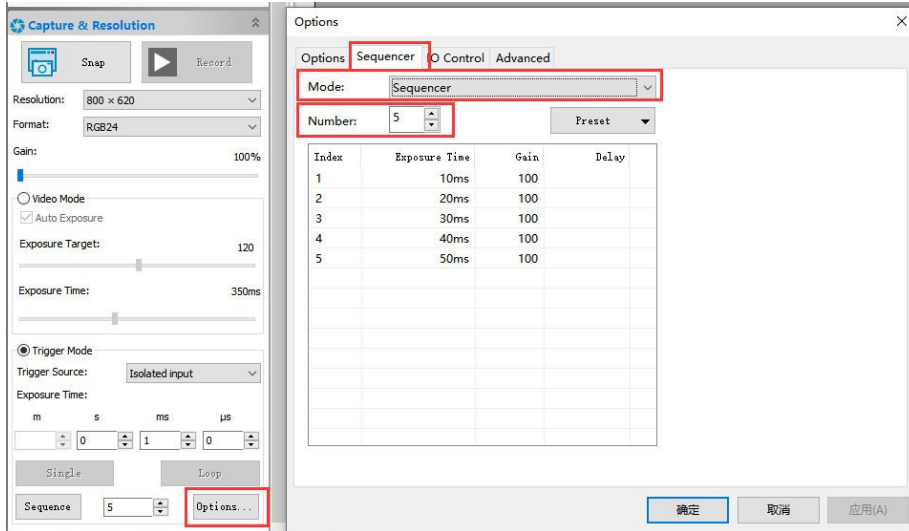 Capture & Resolution
Snap
Record
Resolution:
800 × 620
Format:
RGB24
Gain:
100%
Video Mode
Auto Exposure
Exposure Target:
120
Exposure Time:
350ms
Trigger Mode
Trigger Source:
Isolated input
Exposure Time:
m s ms μs
0 1 0
Single
Loop
Sequence
5
Options...
Options
Options Sequencer IO Control Advanced
Mode: Sequencer
Number: 5
Preset
Index Exposure Time Gain Delay
1 10ms 100
2 20ms 100
3 30ms 100
4 40ms 100
5 50ms 100
确定
取消
应用(A)